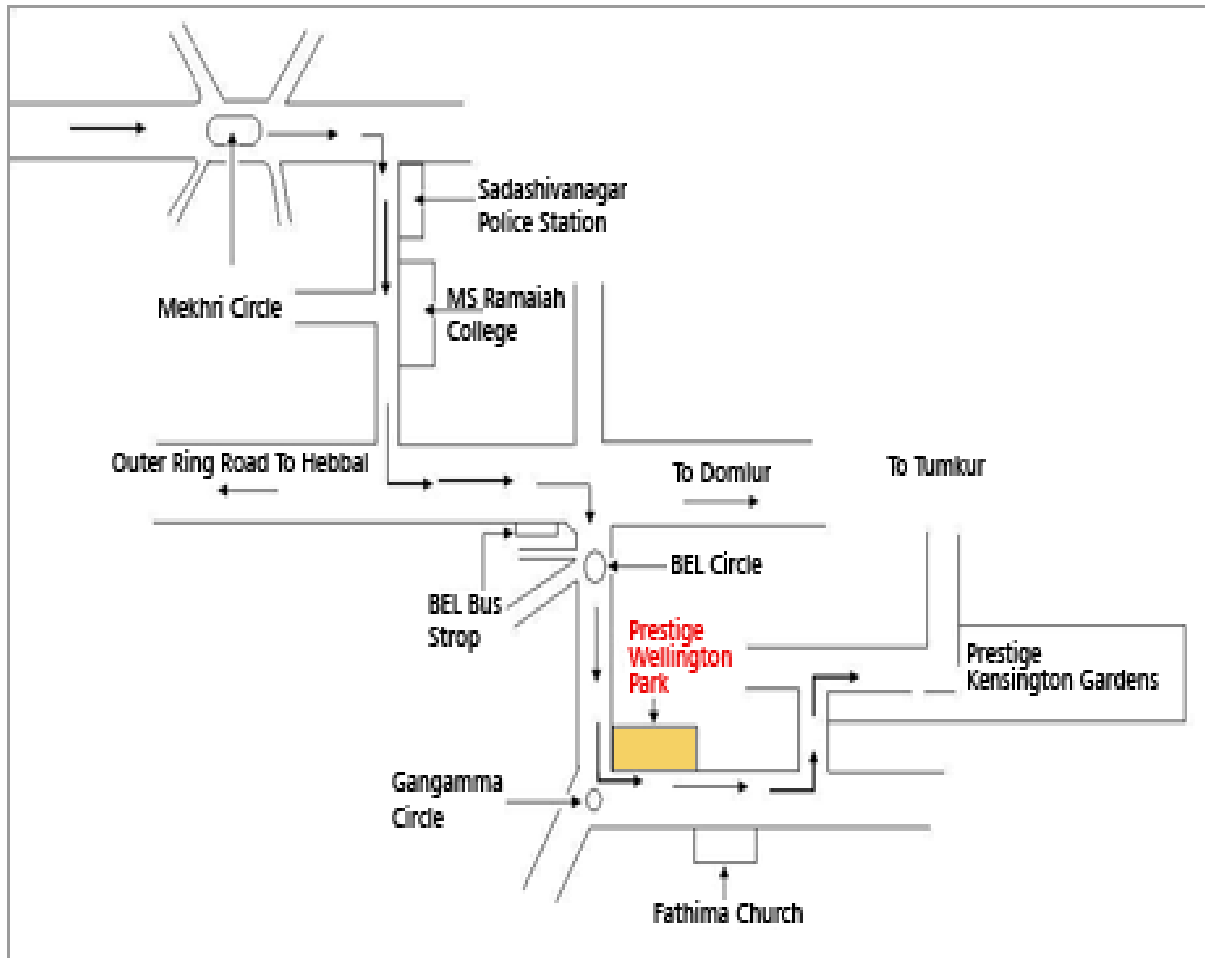 Sadashivanagar
Police Station
Mekhri Circle
MS Ramaiah
College
Outer Ring Road To Hebbal
To Domlur
To Tumkur
BEL Circle
BEL Bus
Strop
Prestige
Wellington
Park
Prestige
Kensington Gardens
Gangamma
Circle
Fathima Church